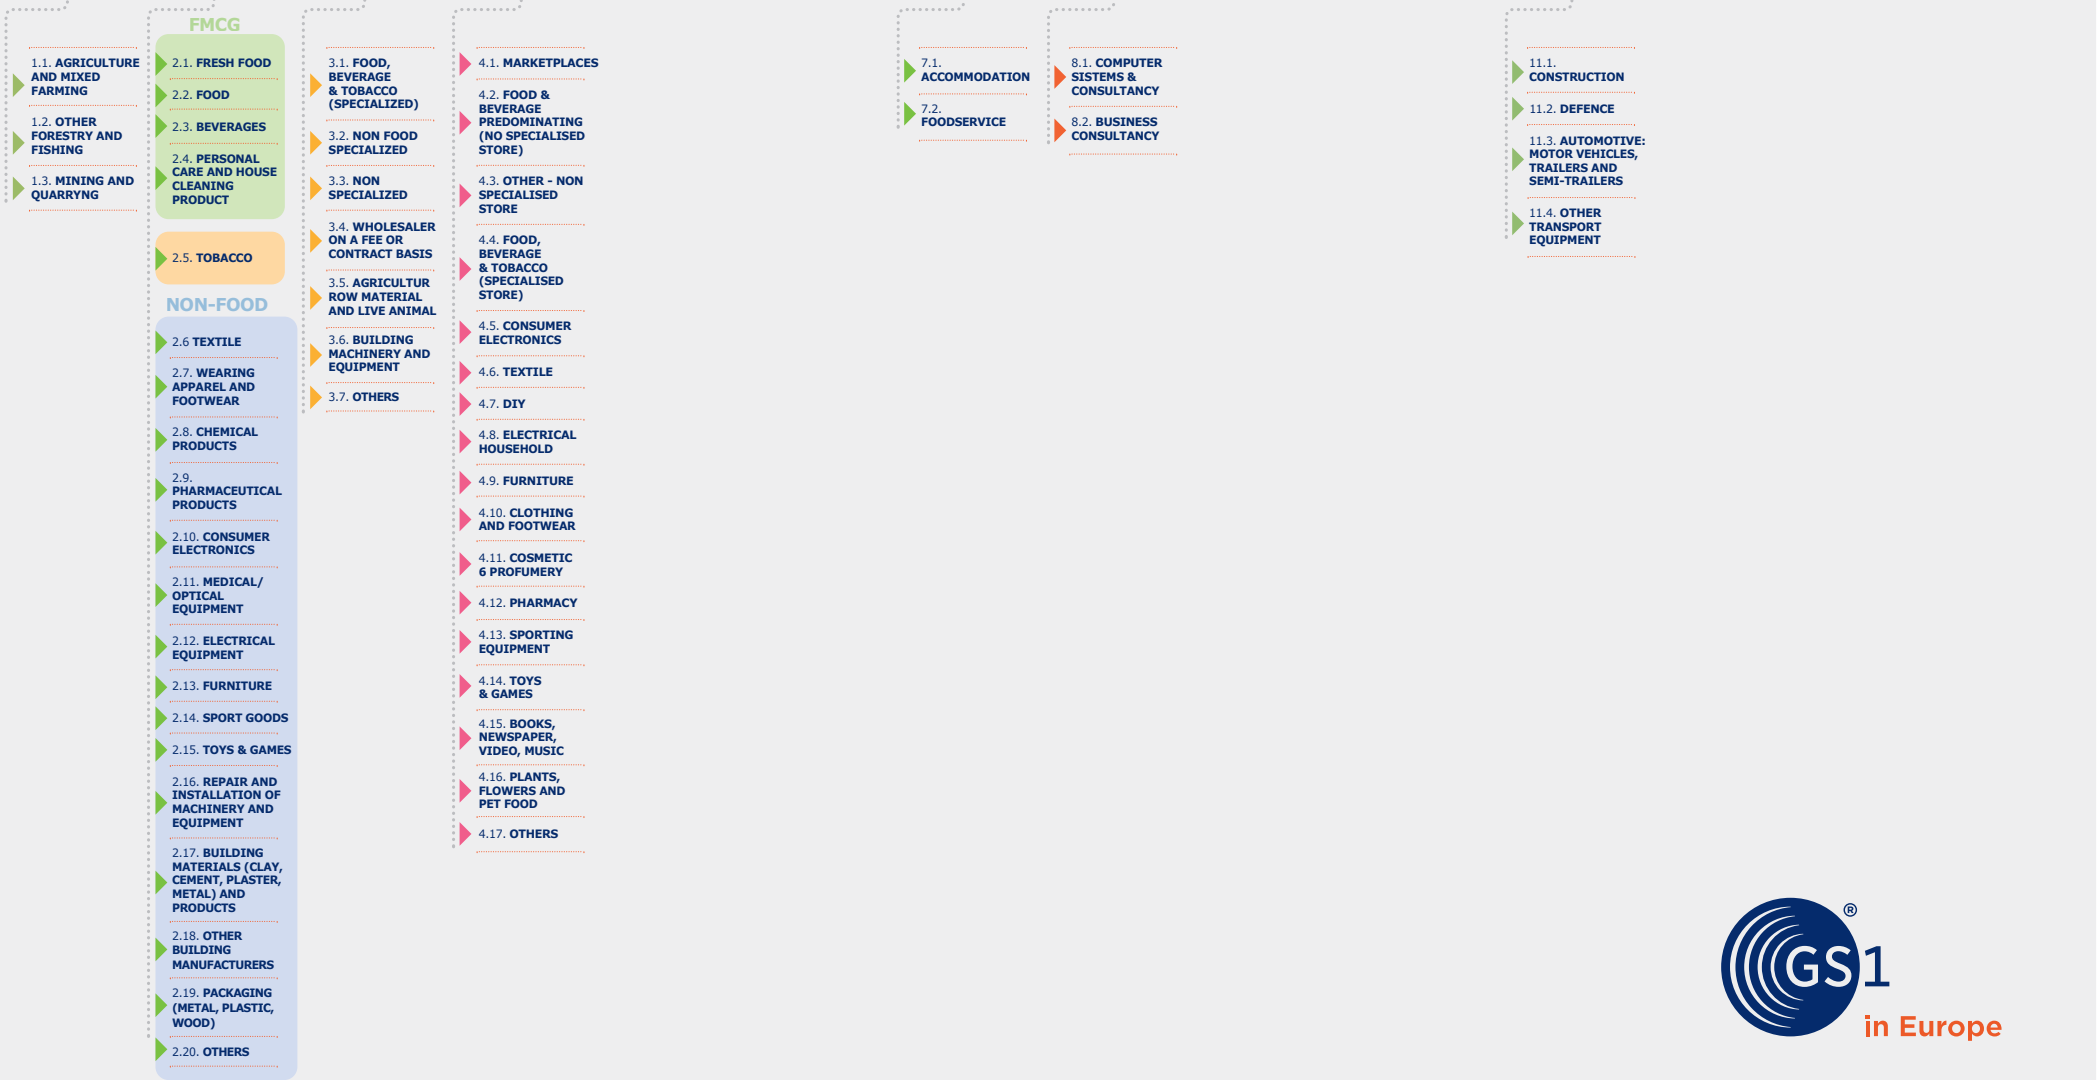 1.1. AGRICULTURE
AND MIXED
FARMING
1.2. OTHER
FORESTRY AND
FISHING
1.3. MINING AND
QUARRYNG
FMCG
2.1. FRESH FOOD
2.2. FOOD
2.3. BEVERAGES
2.4. PERSONAL
CARE AND HOUSE
CLEANING
PRODUCT
2.5. TOBACCO
NON-FOOD
2.6 TEXTILE
2.7. WEARING
APPAREL AND
FOOTWEAR
2.8. CHEMICAL
PRODUCTS
2.9.
PHARMACEUTICAL
PRODUCTS
2.10. CONSUMER
ELECTRONICS
2.11. MEDICAL/
OPTICAL
EQUIPMENT
2.12. ELECTRICAL
EQUIPMENT
2.13. FURNITURE
2.14. SPORT GOODS
2.15. TOYS & GAMES
2.16. REPAIR AND
INSTALLATION OF
MACHINERY AND
EQUIPMENT
2.17. BUILDING
MATERIALS (CLAY,
CEMENT, PLASTER,
METAL) AND
PRODUCTS
2.18. OTHER
BUILDING
MANUFACTURERS
2.19. PACKAGING
(METAL, PLASTIC,
WOOD)
2.20. OTHERS
3.1. FOOD,
BEVERAGE
& TOBACCO
(SPECIALIZED)
3.2. NON FOOD
SPECIALIZED
3.3. NON
SPECIALIZED
3.4. WHOLESALER
ON A FEE OR
CONTRACT BASIS
3.5. AGRICULTUR
ROW MATERIAL
AND LIVE ANIMAL
3.6. BUILDING
MACHINERY AND
EQUIPMENT
3.7. OTHERS
4.1. MARKETPLACES
4.2. FOOD &
BEVERAGE
PREDOMINATING
(NO SPECIALISED
STORE)
4.3. OTHER - NON
SPECIALISED
STORE
4.4. FOOD,
BEVERAGE
& TOBACCO
(SPECIALISED
STORE)
4.5. CONSUMER
ELECTRONICS
4.6. TEXTILE
4.7. DIY
4.8. ELECTRICAL
HOUSEHOLD
4.9. FURNITURE
4.10. CLOTHING
AND FOOTWEAR
4.11. COSMETIC
6 PROFUMERY
4.12. PHARMACY
4.13. SPORTING
EQUIPMENT
4.14. TOYS
& GAMES
4.15. BOOKS,
NEWSPAPER,
VIDEO, MUSIC
4.16. PLANTS,
FLOWERS AND
PET FOOD
4.17. OTHERS
7.1.
ACCOMMODATION
7.2.
FOODSERVICE
8.1. COMPUTER
SISTEMS &
CONSULTANCY
8.2. BUSINESS
CONSULTANCY
11.1.
CONSTRUCTION
11.2. DEFENCE
11.3. AUTOMOTIVE:
MOTOR VEHICLES,
TRAILERS AND
SEMI-TRAILERS
11.4. OTHER
TRANSPORT
EQUIPMENT
GS1®
in Europe